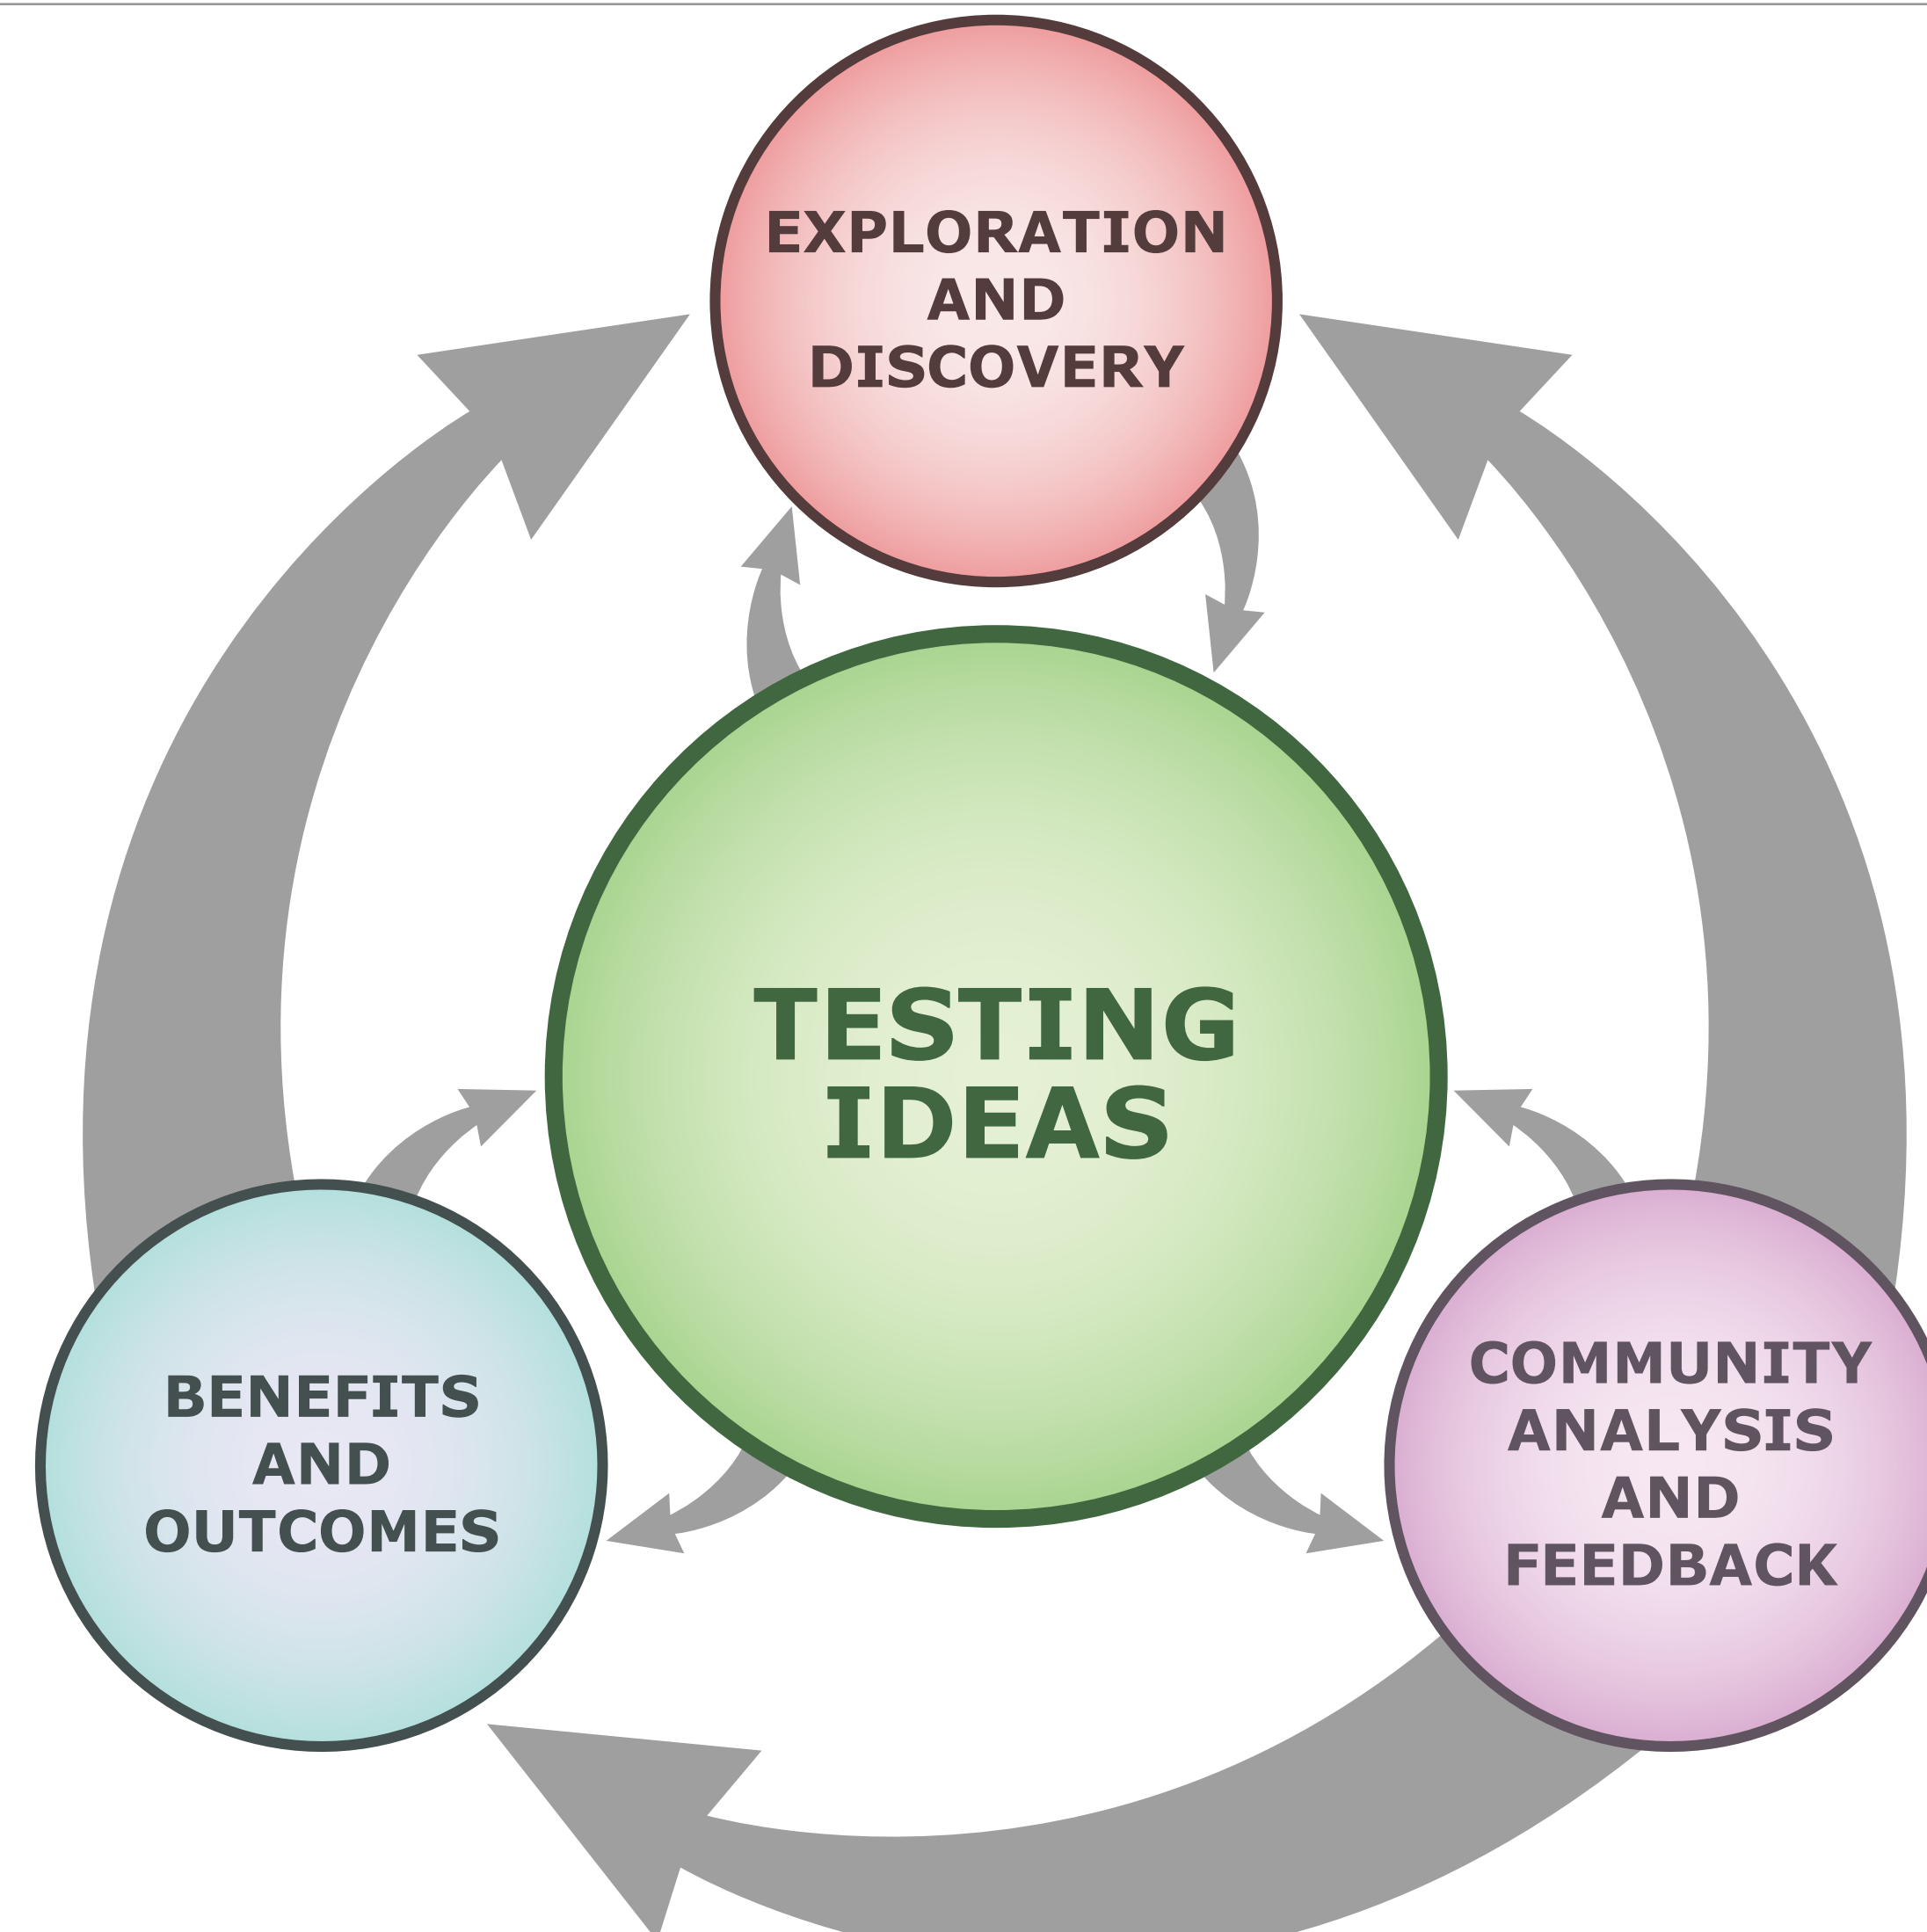 EXPLORATION
AND
DISCOVERY
TESTING
IDEAS
BENEFITS
AND
OUTCOMES
COMMUNITY
ANALYSIS
AND
FEEDBACK